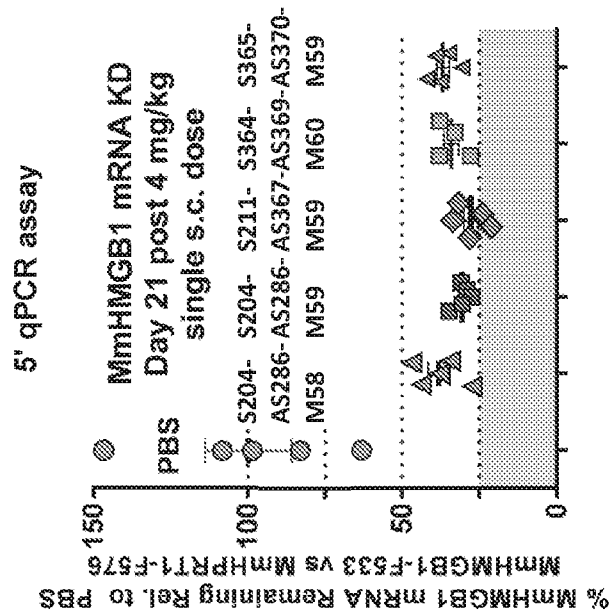 5' qPCR assay
MmHMGB1 mRNA KD
Day 21 post 4 mg/kg
single s.c. dose
PBS
S204- S204- S211- S364- S365-
AS286-AS286-AS367-AS369-AS370-
M58 M59 M59 M60 M59
% MmHMGB1 mRNA Remaining Rel. to PBS
MmHMGB1-F533 vs MmHPRT1-F576
150
100
50
0